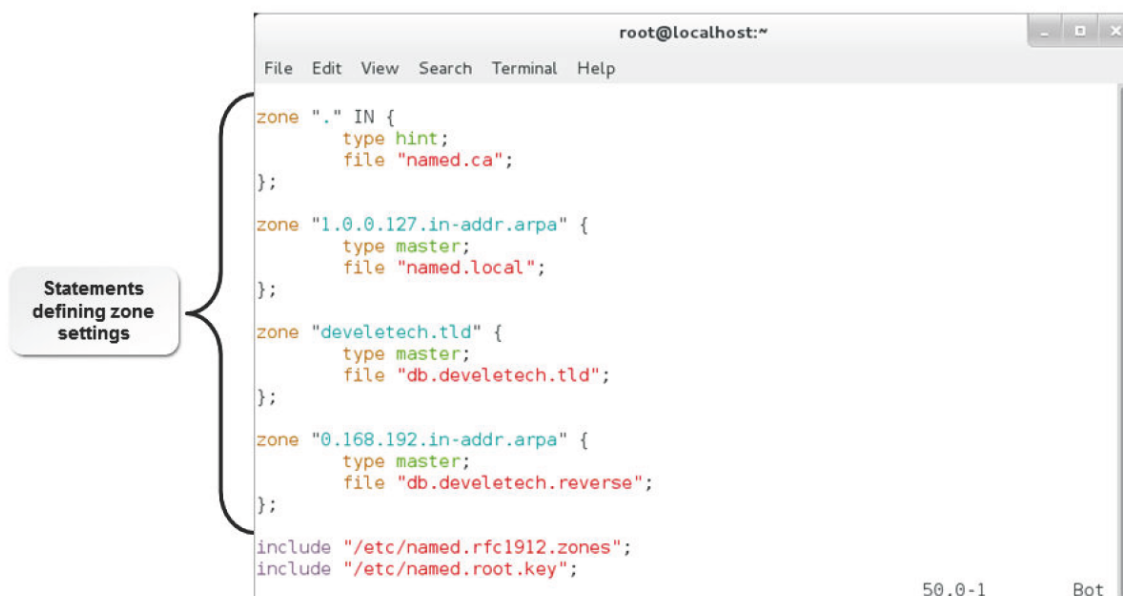 root@localhost:~
File Edit View Search Terminal Help
zone "." IN {
type hint;
file "named.ca";
};
zone "1.0.0.127.in-addr.arpa" {
type master;
file "named.local";
};
Statements
defining zone
settings
zone "develetech.tld" {
type master;
file "db.develetech.tld";
};
zone "0.168.192.in-addr.arpa" {
type master;
file "db.develetech.reverse";
};
include "/etc/named.rfc1912.zones";
include "/etc/named.root.key";
50,0-1 Bot